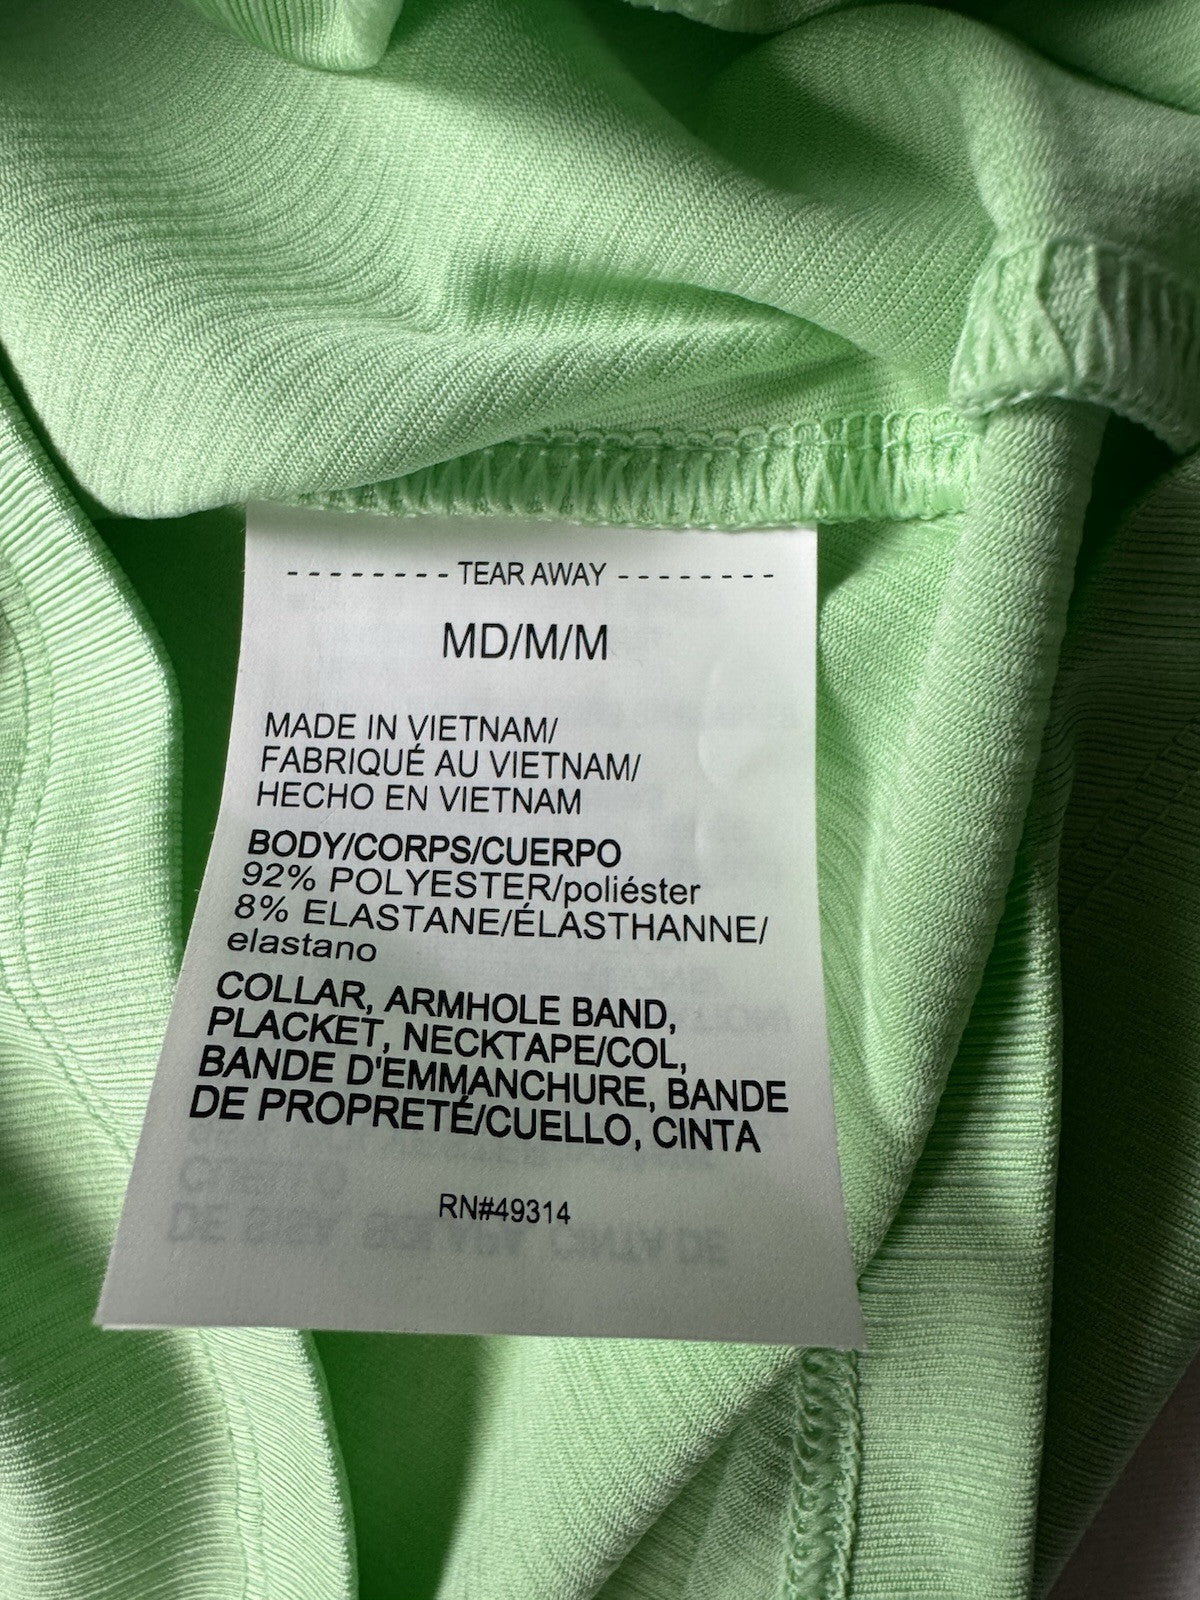 -------- TEAR AWAY --------
MD/M/M
MADE IN VIETNAM/
FABRIQUÉ AU VIETNAM/
HECHO EN VIETNAM
BODY/CORPS/CUERPO
92% POLYESTER/poliéster
8% ELASTANE/ÉLASTHANNE/
elastano
COLLAR, ARMHOLE BAND,
PLACKET, NECKTAPE/COL,
BANDE D'EMMANCHURE, BANDE
DE PROPRETÉ/CUELLO, CINTA
RN#49314